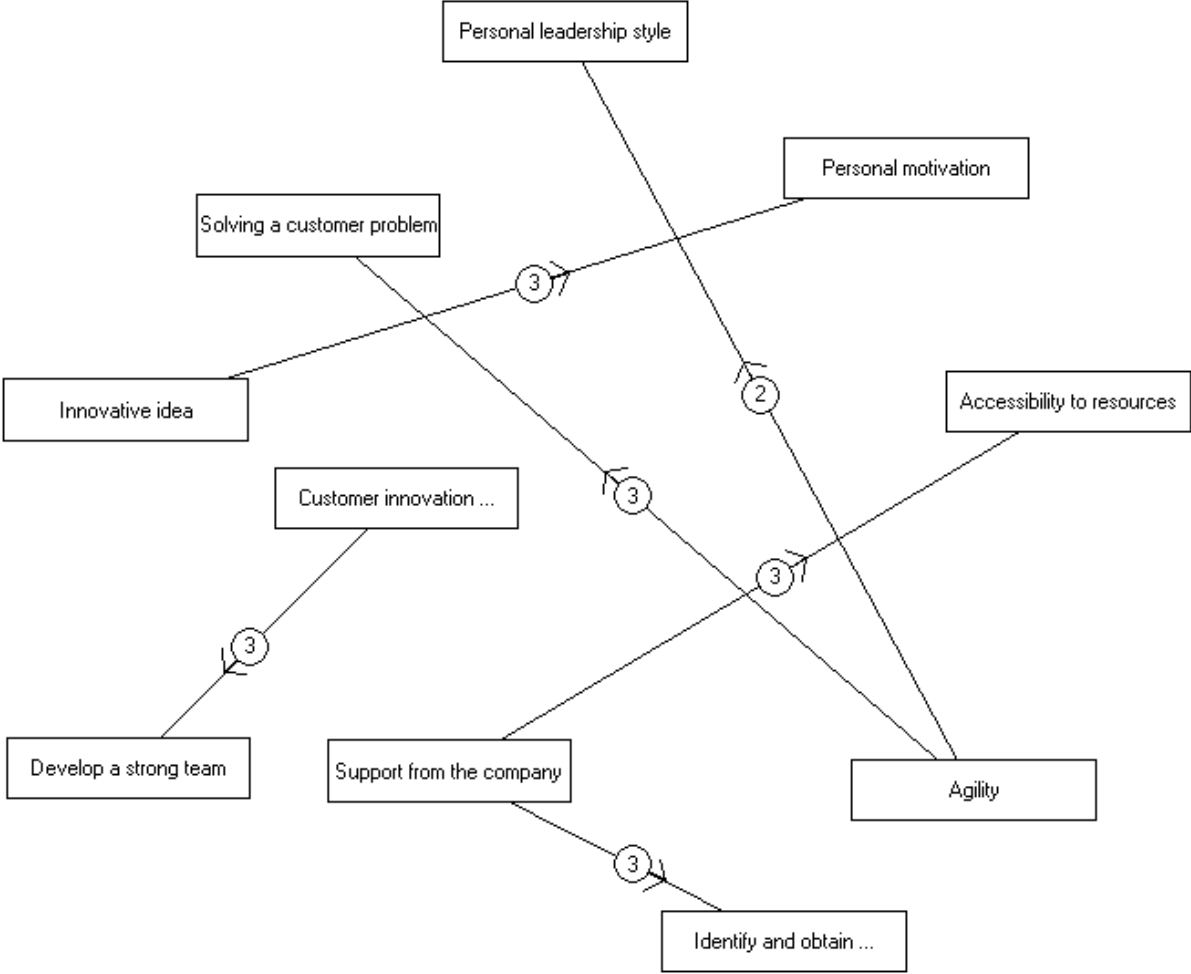 Personal leadership style
Personal motivation
Solving a customer problem
3
Innovative idea
2
Accessibility to resources
Customer innovation ...
3
3
3
Develop a strong team
Support from the company
Agility
3
Identify and obtain ...